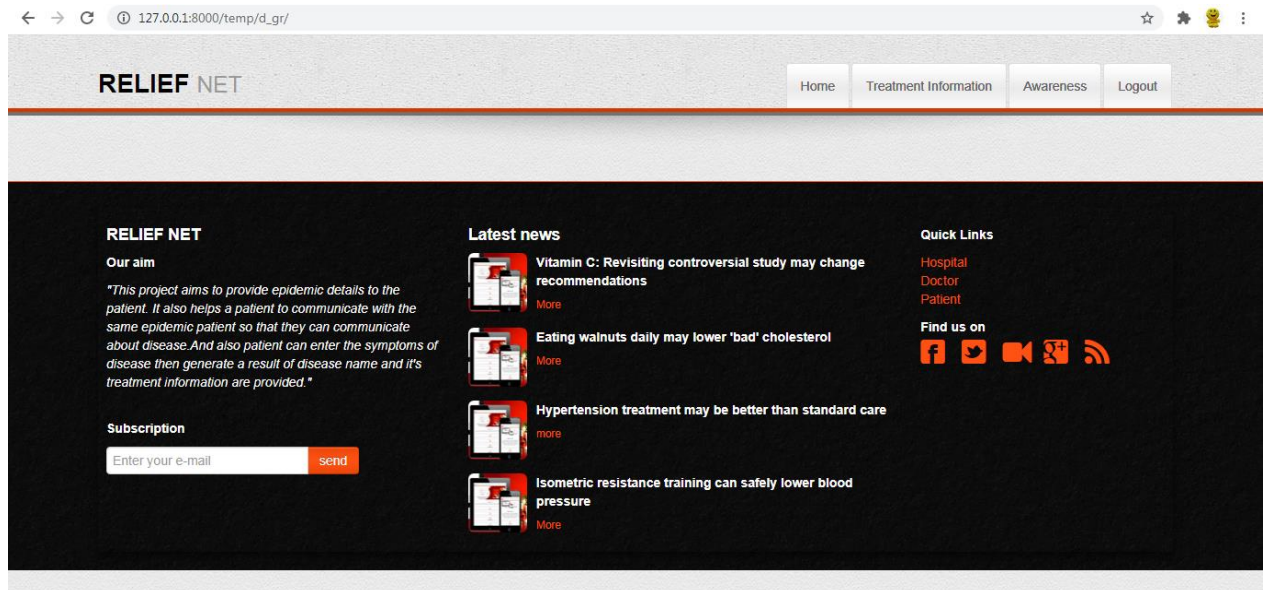 127.0.0.1:8000/temp/d_gr/
RELIEF NET
Home
Treatment Information
Awareness
Logout
RELIEF NET
Our aim
"This project aims to provide epidemic details to the
patient. It also helps a patient to communicate with the
same epidemic patient so that they can communicate
about disease.And also patient can enter the symptoms of
disease then generate a result of disease name and it's
treatment information are provided."
Subscription
Enter your e-mail
send
Latest news
Vitamin C: Revisiting controversial study may change
recommendations
More
Eating walnuts daily may lower 'bad' cholesterol
More
Hypertension treatment may be better than standard care
more
Isometric resistance training can safely lower blood
pressure
More
Quick Links
Hospital
Doctor
Patient
Find us on